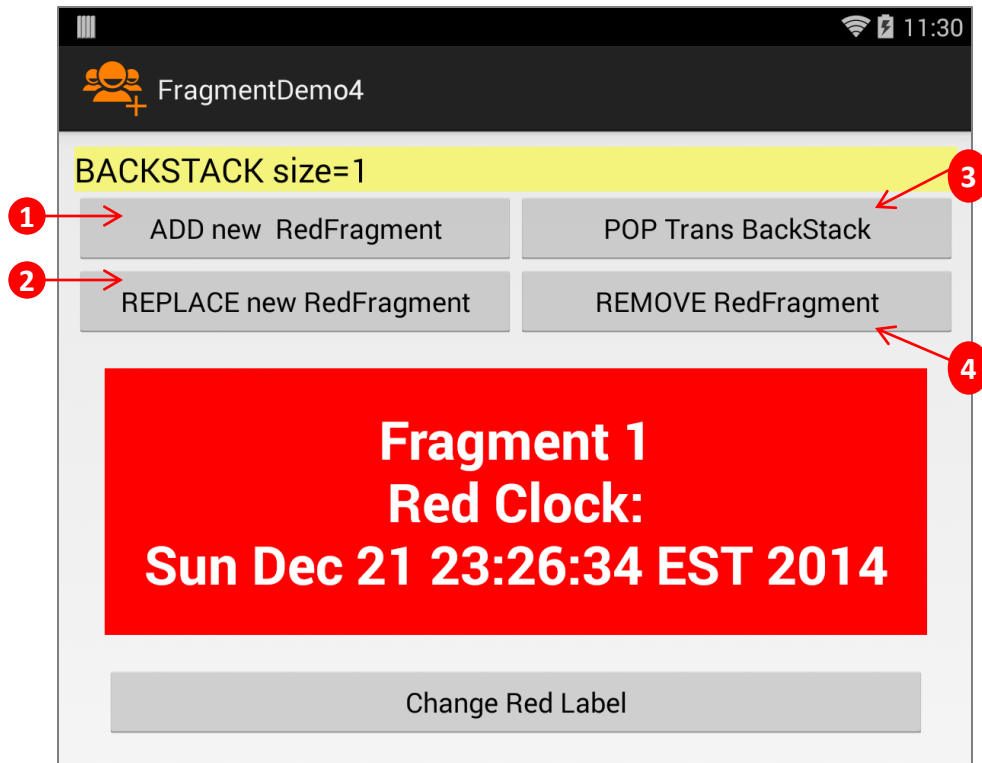 11:30
FragmentDemo4
BACKSTACK size=1
3
1
ADD new RedFragment
POP Trans BackStack
2
REPLACE new RedFragment
REMOVE RedFragment
4
Fragment 1
Red Clock:
Sun Dec 21 23:26:34 EST 2014
Change Red Label